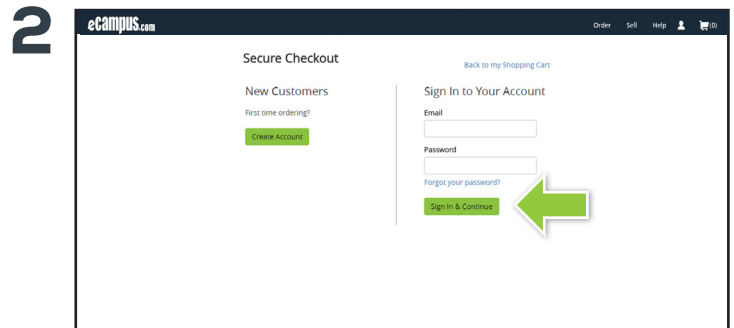 2
eCAMPUS.COM
Order Sell Help (0)
Secure Checkout
Back to my Shopping Cart
New Customers
First time ordering?
Create Account
Sign In to Your Account
Email
Password
Forgot your password?
Sign In & Continue